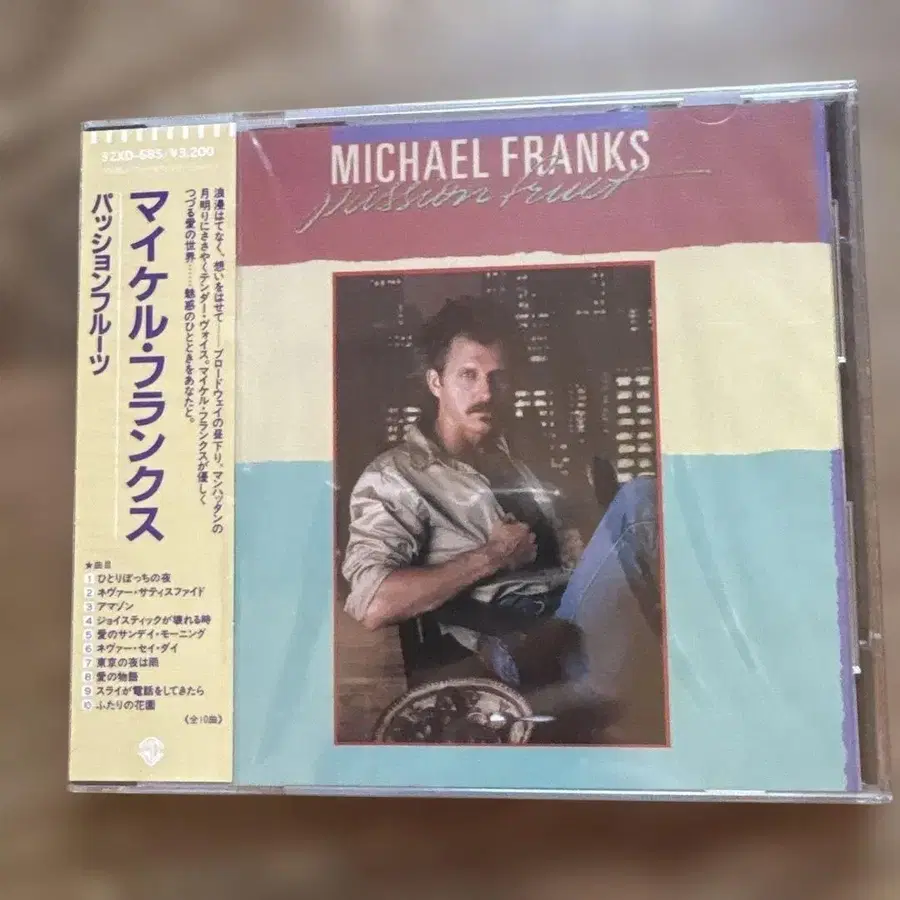 32XD-585/¥3,200
マイケル・フランクス
パッションフルーツ
浪漫はてなく、想いをはせて——ブロードウェイの昼下り。マンハッタンの
月明りにささやくテンダー・ヴォイス。マイケル・フランクスが優しく
つづる愛の世界……魅惑のひとときをあなたと。
★曲目
1 ひとりぼっちの夜
2 ネヴァー・サティスファイド
3 アマゾン
4 ジョイスティックが壊れる時
5 愛のサンデイ・モーニング
6 ネヴァー・セイ・ダイ
7 東京の夜は雨
8 愛の物語
9 スライが電話をしてきたら
10 ふたりの花園
《全10曲》
MICHAEL FRANKS
passion fruit